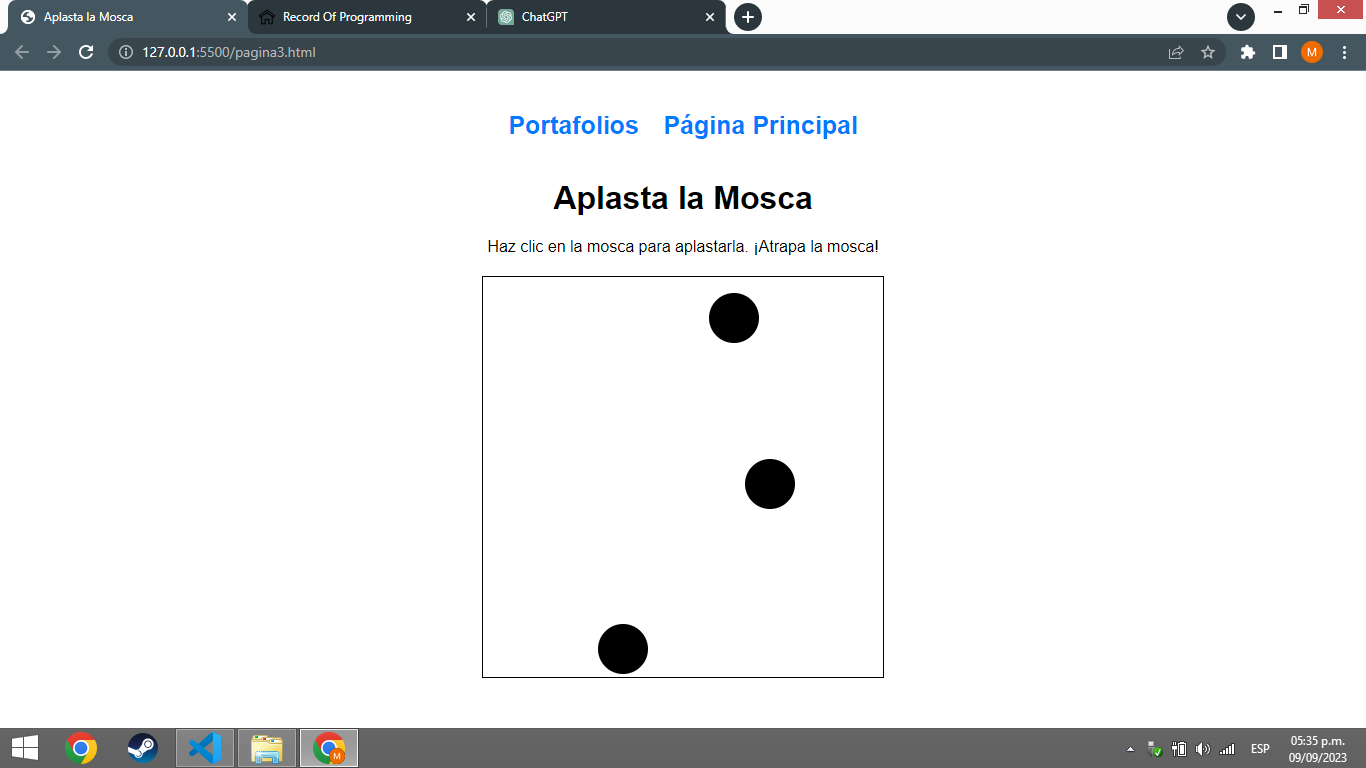 Aplasta la Mosca
Record Of Programming
ChatGPT
127.0.0.1:5500/pagina3.html
M
Portafolios Página Principal
Aplasta la Mosca
Haz clic en la mosca para aplastarla. ¡Atrapa la mosca!
M
ESP
05:35 p.m.
09/09/2023